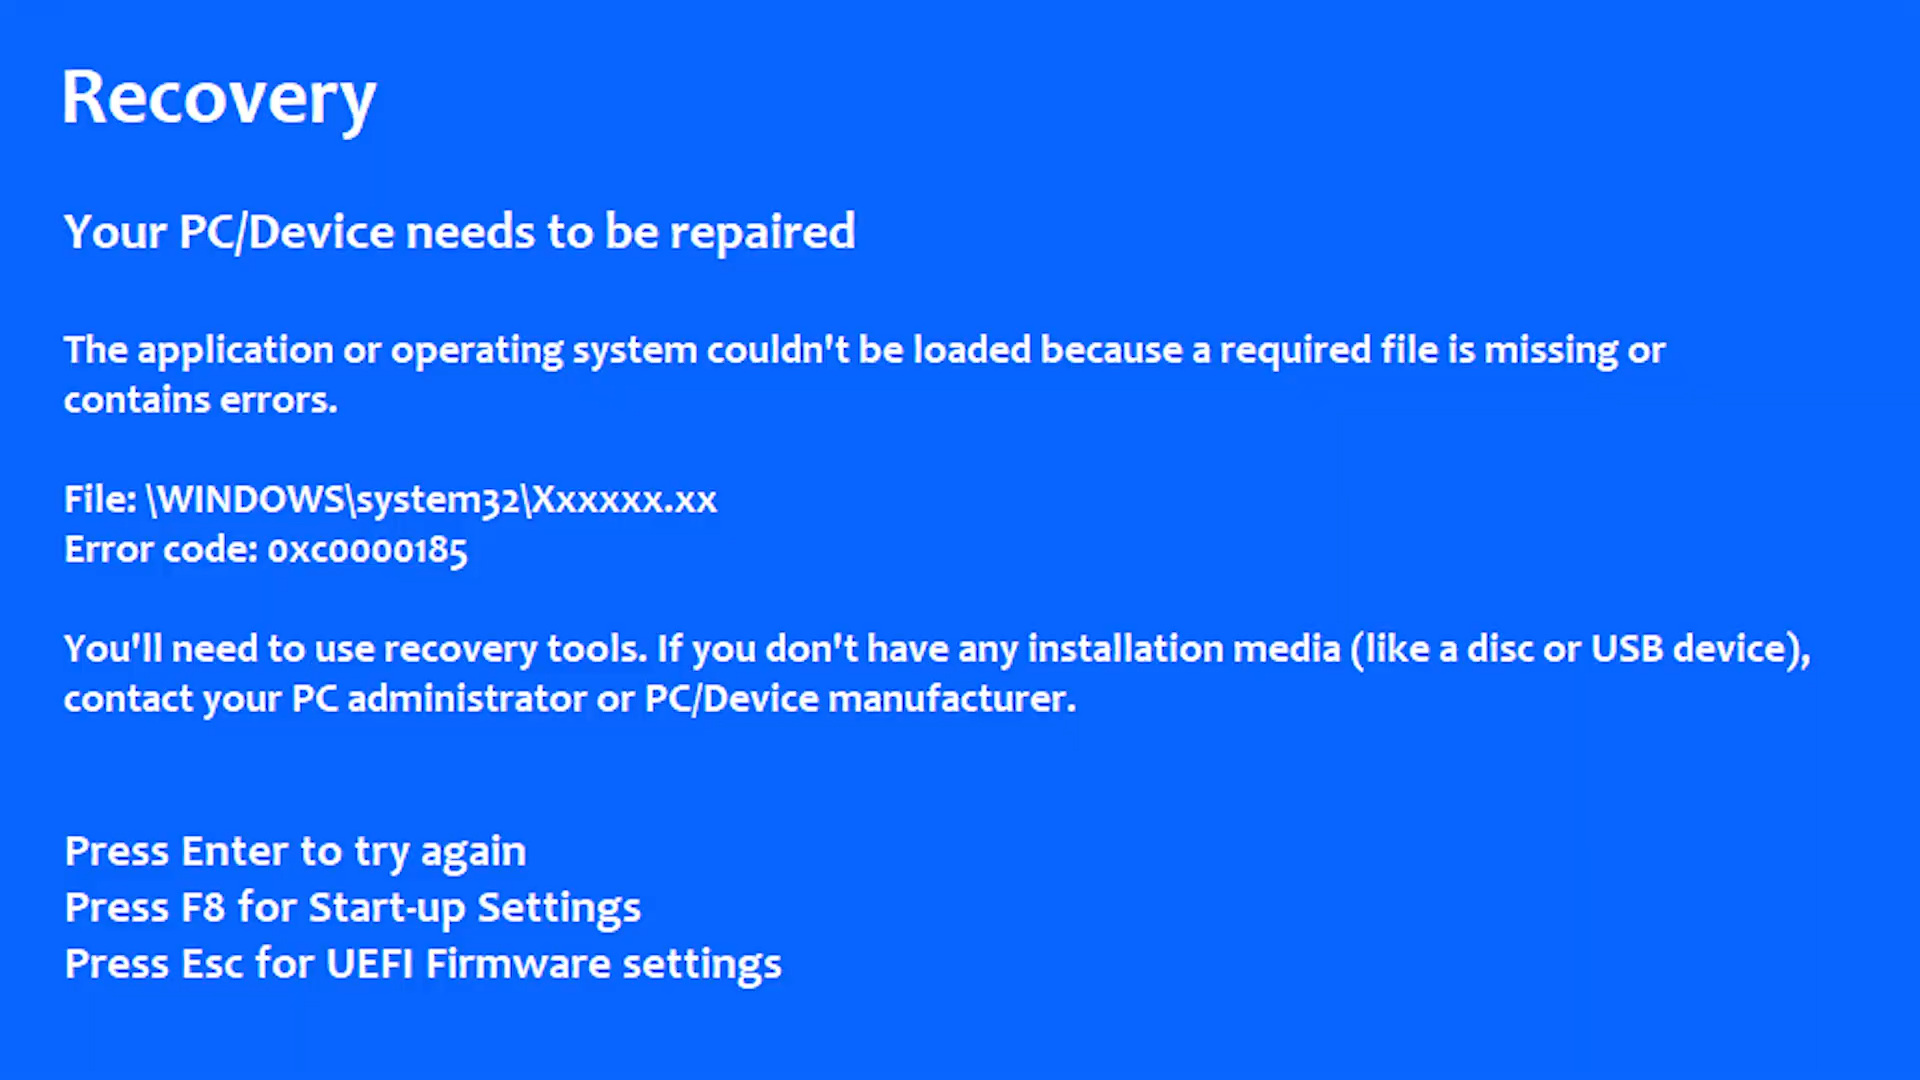 Recovery
Your PC/Device needs to be repaired
The application or operating system couldn't be loaded because a required file is missing or
contains errors.
File: \WINDOWS\system32\Xxxxxxx.xx
Error code: 0xc0000185
You'll need to use recovery tools. If you don't have any installation media (like a disc or USB device),
contact your PC administrator or PC/Device manufacturer.
Press Enter to try again
Press F8 for Start-up Settings
Press Esc for UEFI Firmware settings